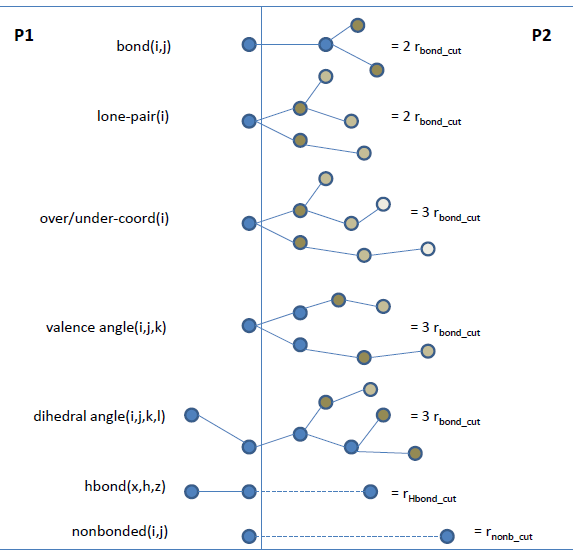 P1
P2
bond(i,j)
= 2 rbond_cut
lone-pair(i)
= 2 rbond_cut
over/under-coord(i)
= 3 rbond_cut
valence angle(i,j,k)
= 3 rbond_cut
dihedral angle(i,j,k,l)
= 3 rbond_cut
hbond(x,h,z)
= rHbond_cut
nonbonded(i,j)
= rnonb_cut